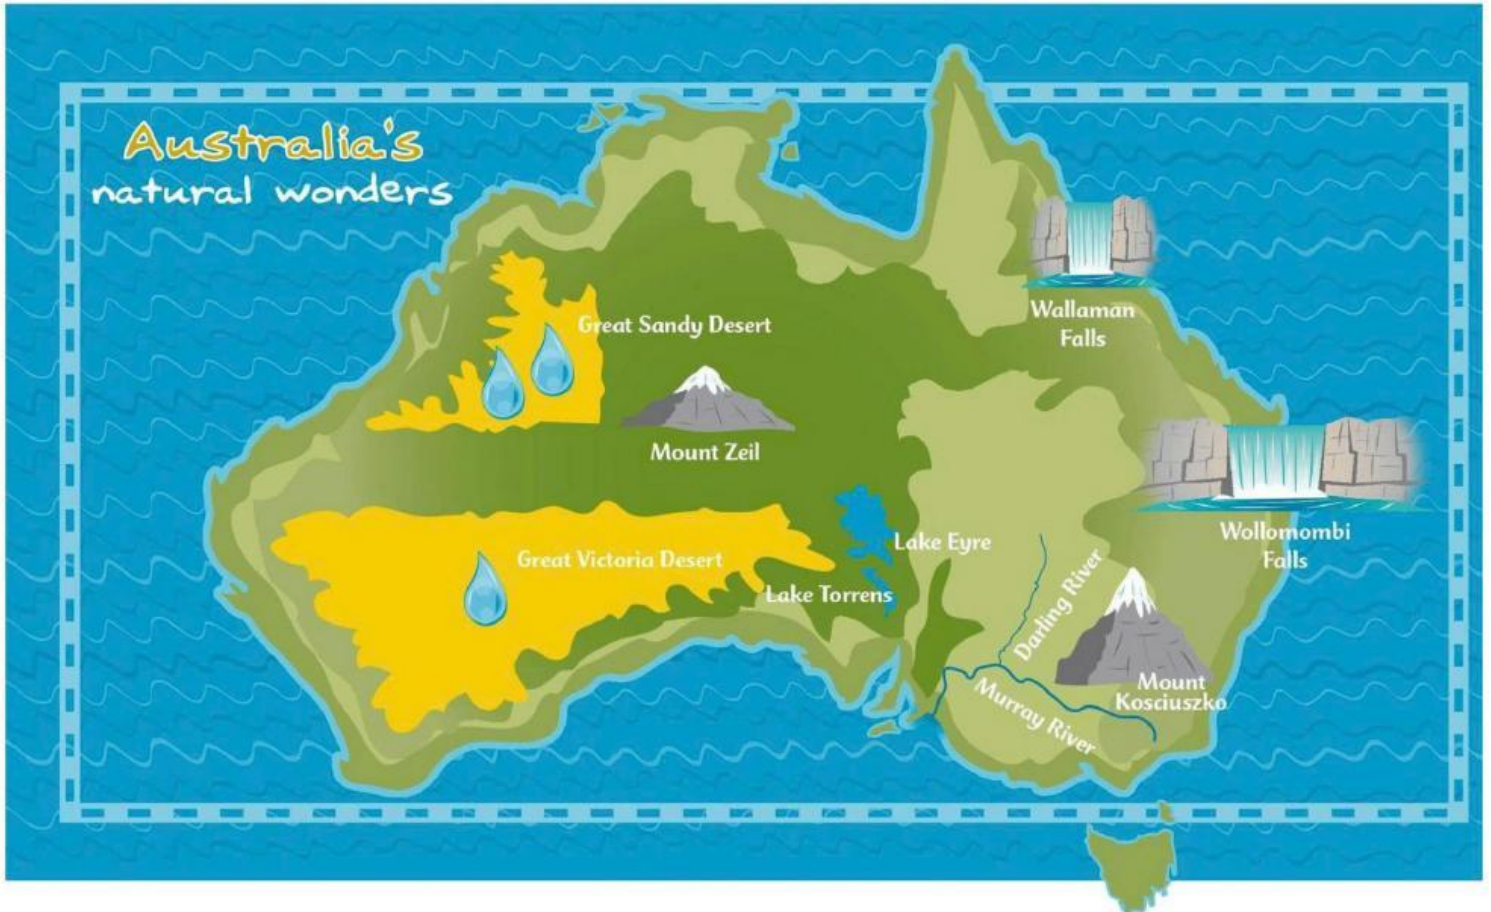 Australia's
natural wonders
Wallaman
Falls
Great Sandy Desert
Mount Zeil
Wollomombi
Falls
Lake Eyre
Great Victoria Desert
Lake Torrens
Darling River
Mount
Kosciuszko
Murray River